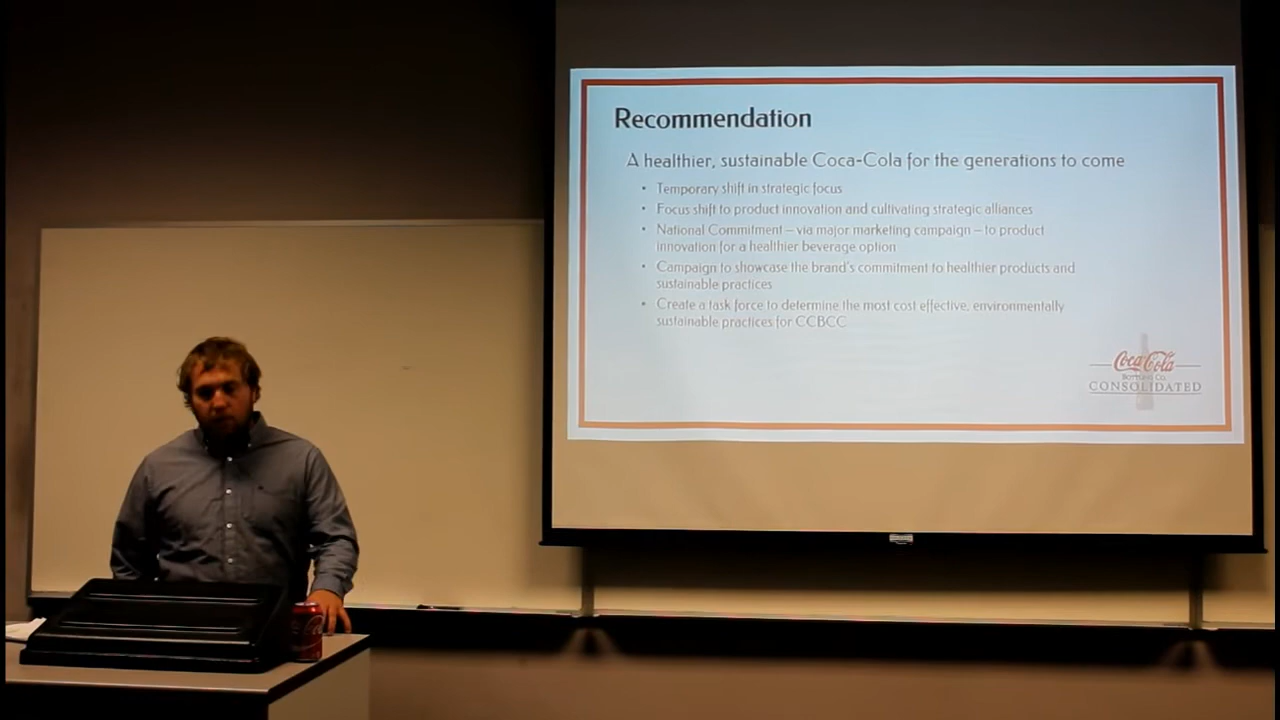 Recommendation
A healthier, sustainable Coca-Cola for the generations to come
• Temporary shift in strategic focus
• Focus shift to product innovation and cultivating strategic alliances
• National Commitment – via major marketing campaign – to product
innovation for a healthier beverage option
• Campaign to showcase the brand's commitment to healthier products and
sustainable practices
• Create a task force to determine the most cost effective, environmentally
sustainable practices for CCBCC
Coca-Cola
Bottling Co.
CONSOLIDATED